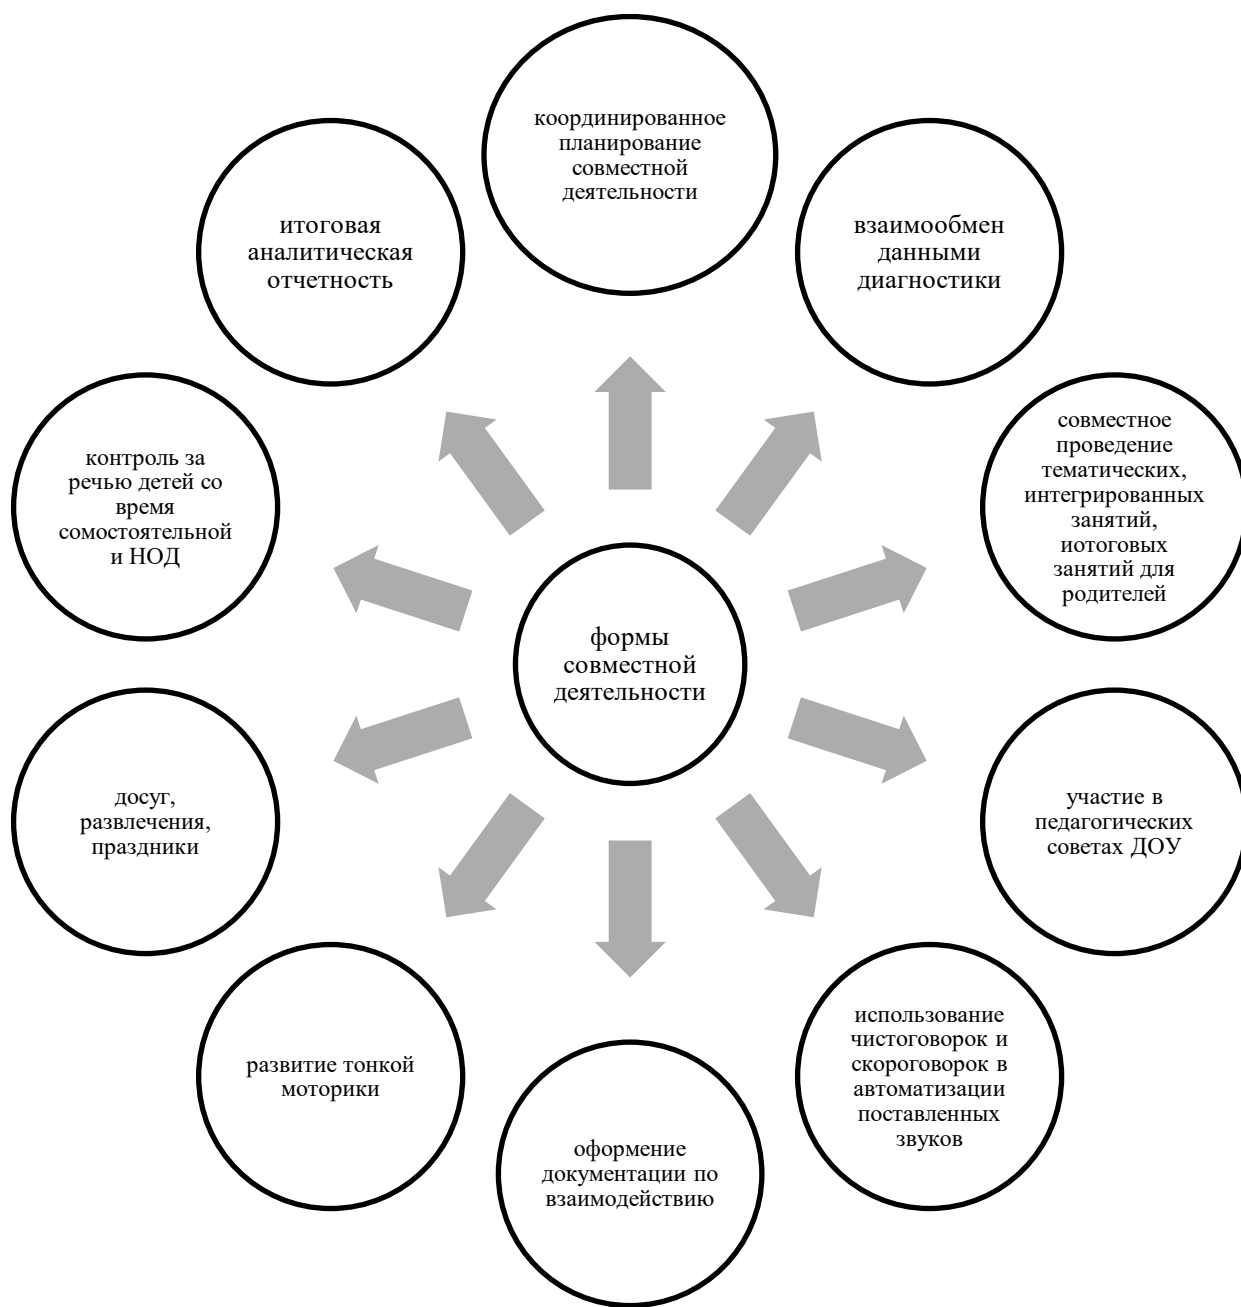 координированное
планирование
совместной
деятельности
взаимообмен
данными
диагностики
совместное
проведение
тематических,
интегрированных
занятий,
иотоговых
занятий для
родителей
участие в
педагогических
советах ДОУ
использование
чистоговорок и
скороговорок в
автоматизации
поставленных
звуков
оформение
документации по
взаимодействию
развитие тонкой
моторики
досуг,
развлечения,
праздники
контроль за
речью детей со
время
сомостоятельной
и НОД
итоговая
аналитическая
отчетность
формы
совместной
деятельности